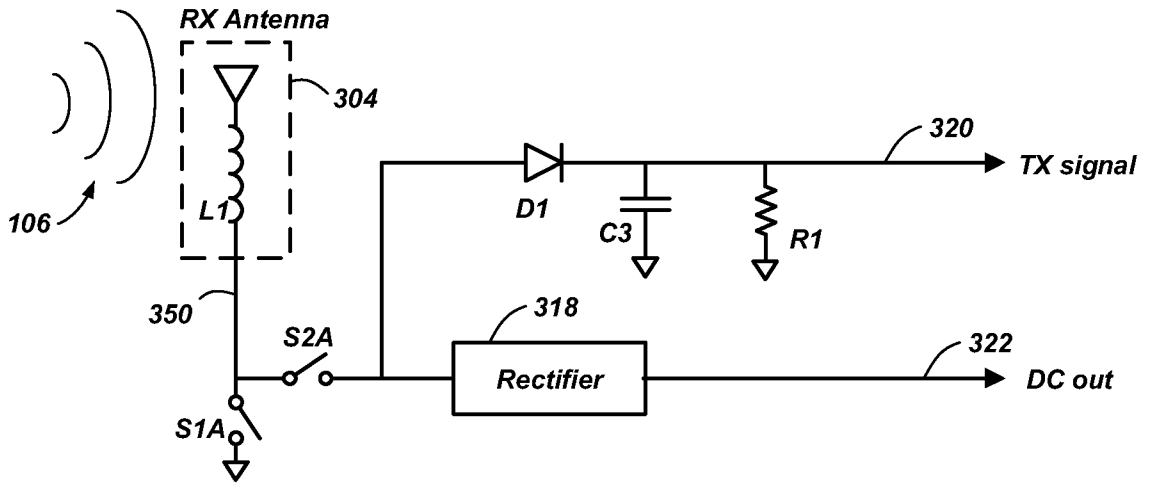 RX Antenna
304
320
TX signal
D1
L1
106
C3
R1
350
318
S2A
322
Rectifier
DC out
S1A